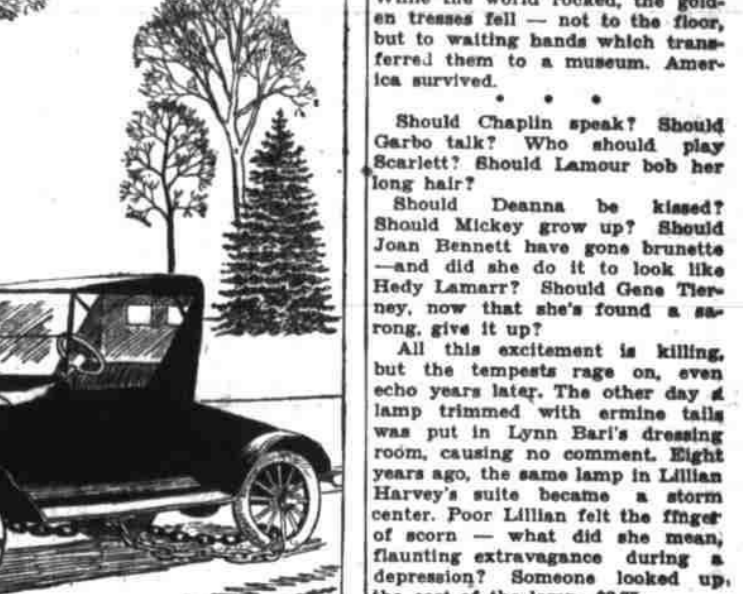 While the world rocked, the gold-
en tresses fell — not to the floor,
but to waiting hands which trans-
ferred them to a museum. Amer-
ica survived.
• • •
Should Chaplin speak? Should
Garbo talk? Who should play
Scarlett? Should Lamour bob her
long hair?
Should Deanna be kissed?
Should Mickey grow up? Should
Joan Bennett have gone brunette
—and did she do it to look like
Hedy Lamarr? Should Gene Tier-
ney, now that she's found a sa-
rong, give it up?
All this excitement is killing,
but the tempests rage on, even
echo years later. The other day a
lamp trimmed with ermine tails
was put in Lynn Bari's dressing
room, causing no comment. Eight
years ago, the same lamp in Lillian
Harvey's suite became a storm
center. Poor Lillian felt the finger
of scorn — what did she mean,
flaunting extravagance during a
depression? Someone looked up,
the cost of the lamp,